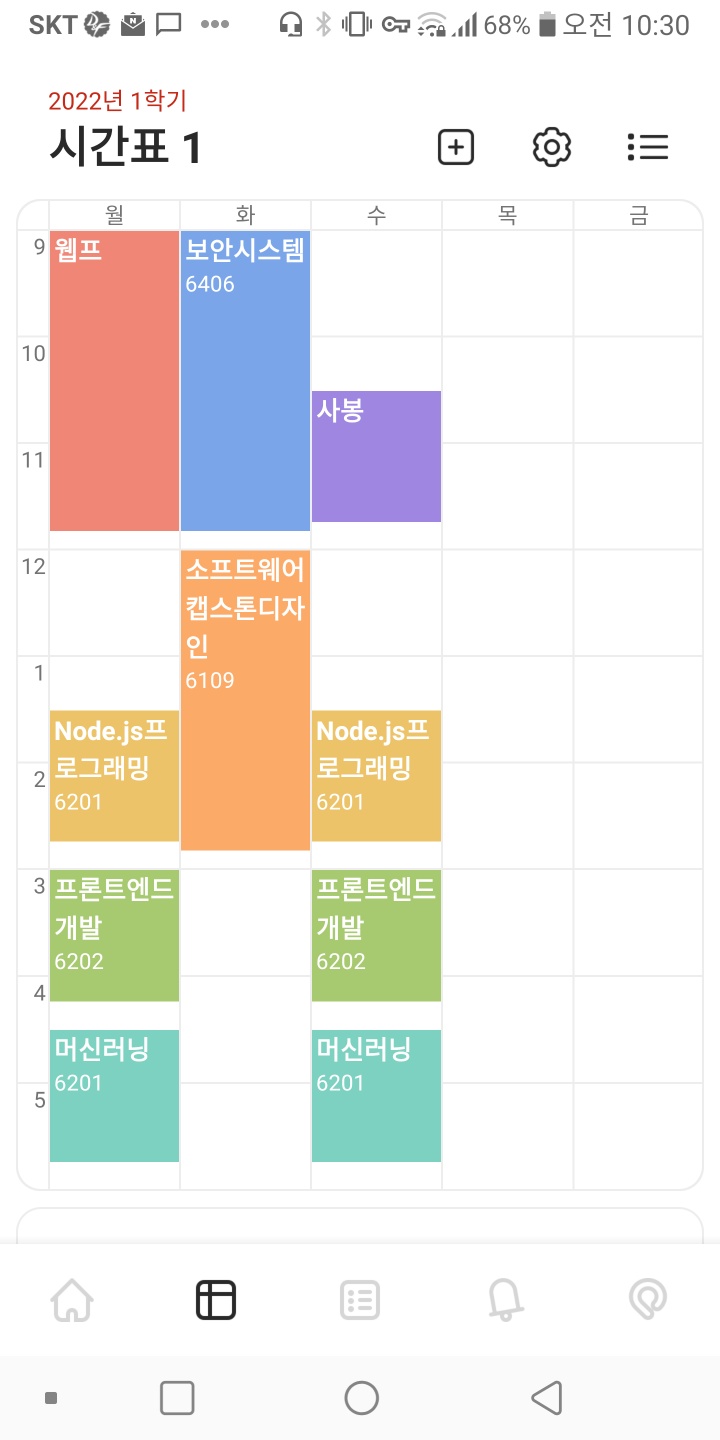 SKT 68% 오전 10:30
2022년 1학기
시간표 1
월 화 수 목 금
9
10
11
12
1
2
3
4
5
웹프
Node.js프
로그래밍
6201
프론트엔드
개발
6202
머신러닝
6201
보안시스템
6406
소프트웨어
캡스톤디자
인
6109
사봉
Node.js프
로그래밍
6201
프론트엔드
개발
6202
머신러닝
6201